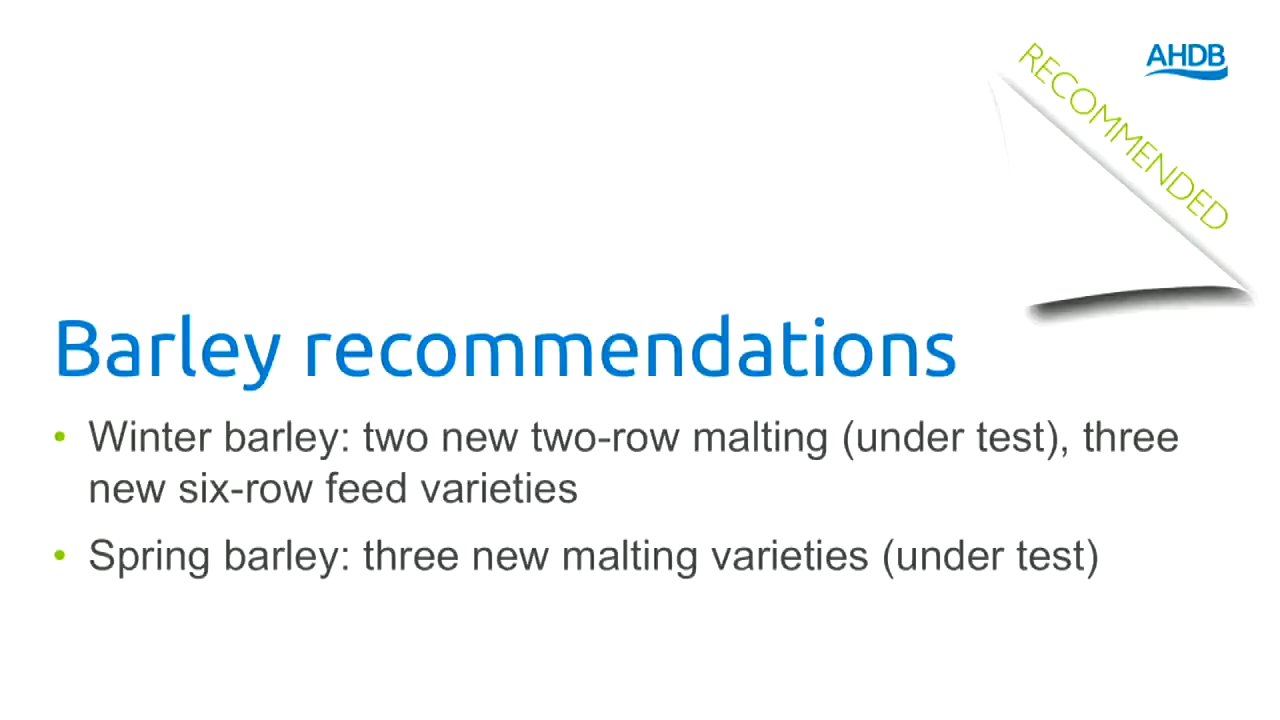 RECOMMENDED
AHDB
Barley recommendations
• Winter barley: two new two-row malting (under test), three
new six-row feed varieties
• Spring barley: three new malting varieties (under test)